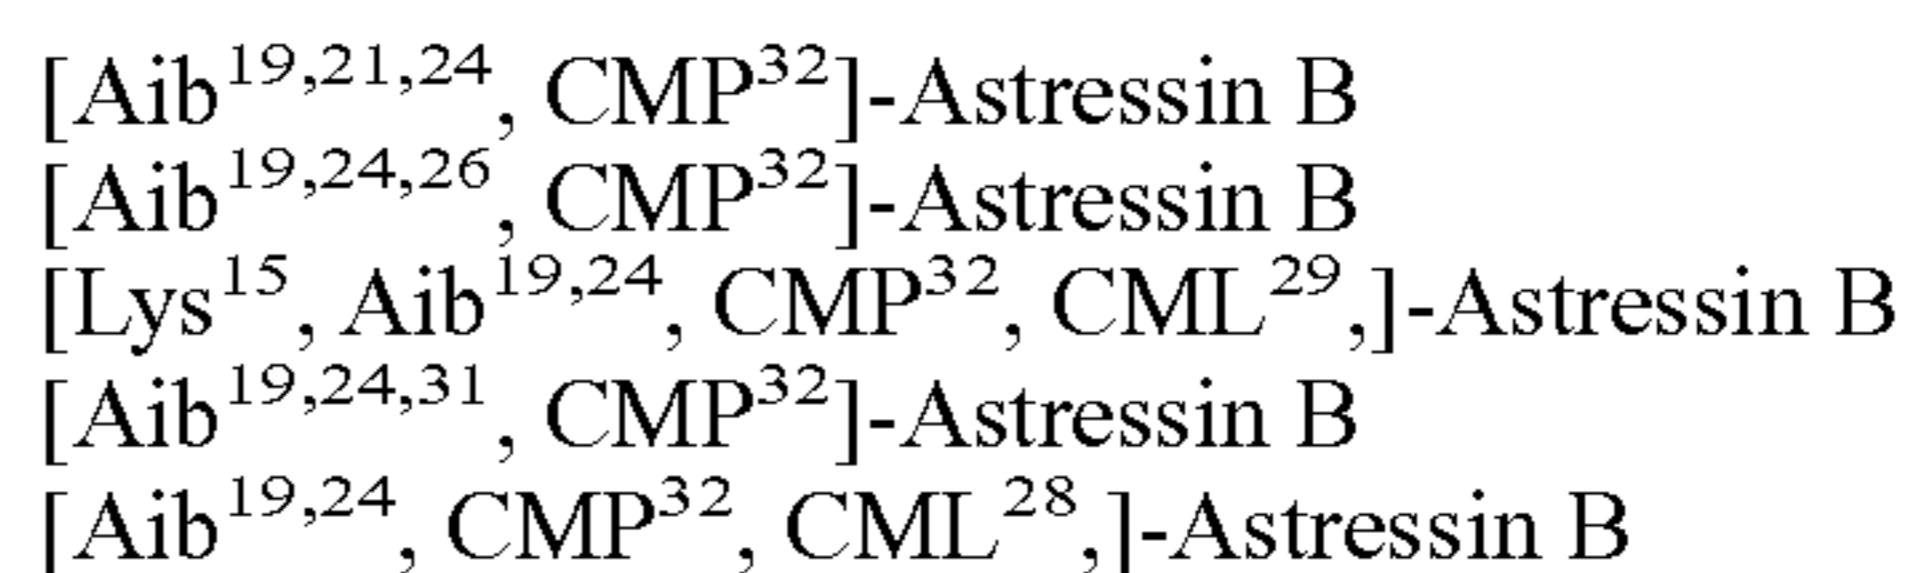 [Aib¹⁹,²¹,²⁴, CMP³²]-Astressin B
[Aib¹⁹,²⁴,²⁶, CMP³²]-Astressin B
[Lys¹⁵, Aib¹⁹,²⁴, CMP³², CML²⁹,]-Astressin B
[Aib¹⁹,²⁴,³¹, CMP³²]-Astressin B
[Aib¹⁹,²⁴, CMP³², CML²⁸,]-Astressin B